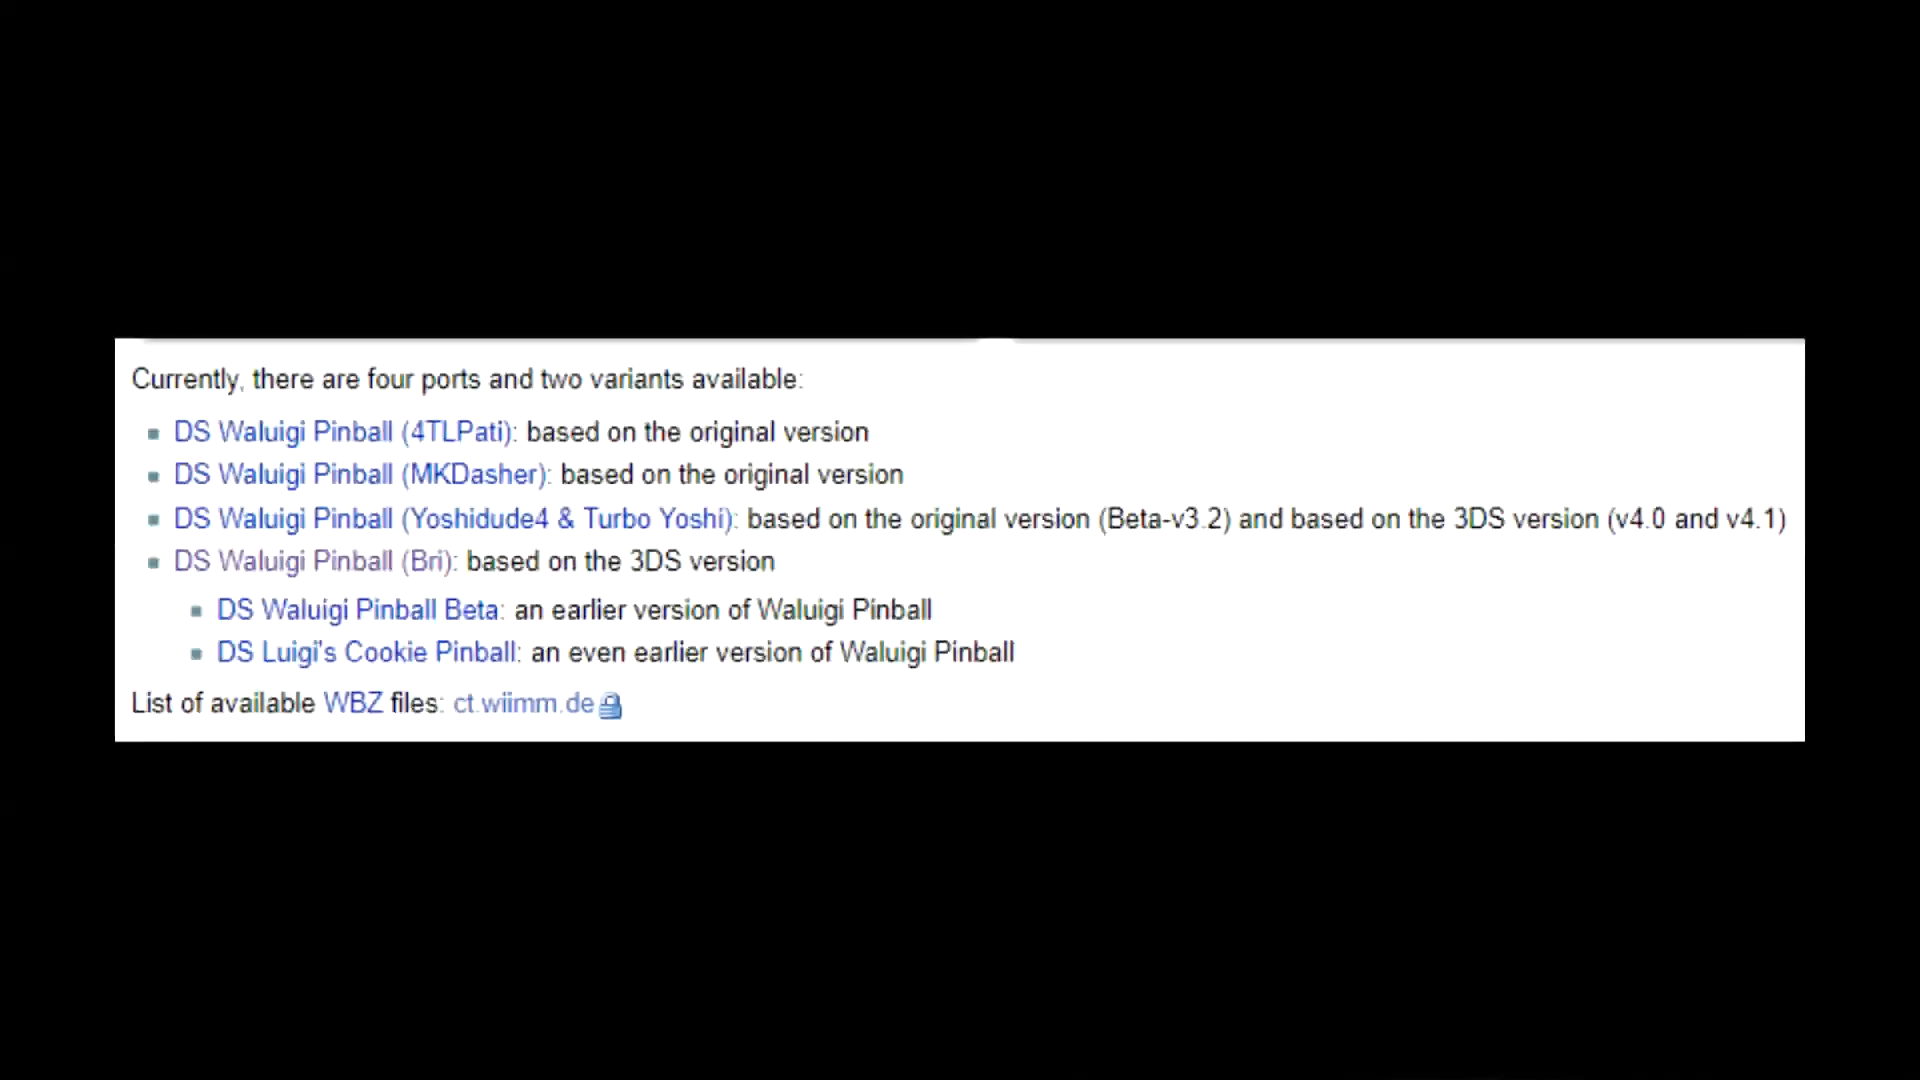 Currently, there are four ports and two variants available:
DS Waluigi Pinball (4TLPati): based on the original version
DS Waluigi Pinball (MKDasher): based on the original version
DS Waluigi Pinball (Yoshidude4 & Turbo Yoshi): based on the original version (Beta-v3.2) and based on the 3DS version (v4.0 and v4.1)
DS Waluigi Pinball (Bri): based on the 3DS version
DS Waluigi Pinball Beta: an earlier version of Waluigi Pinball
DS Luigi's Cookie Pinball: an even earlier version of Waluigi Pinball
List of available WBZ files: ct.wiimm.de